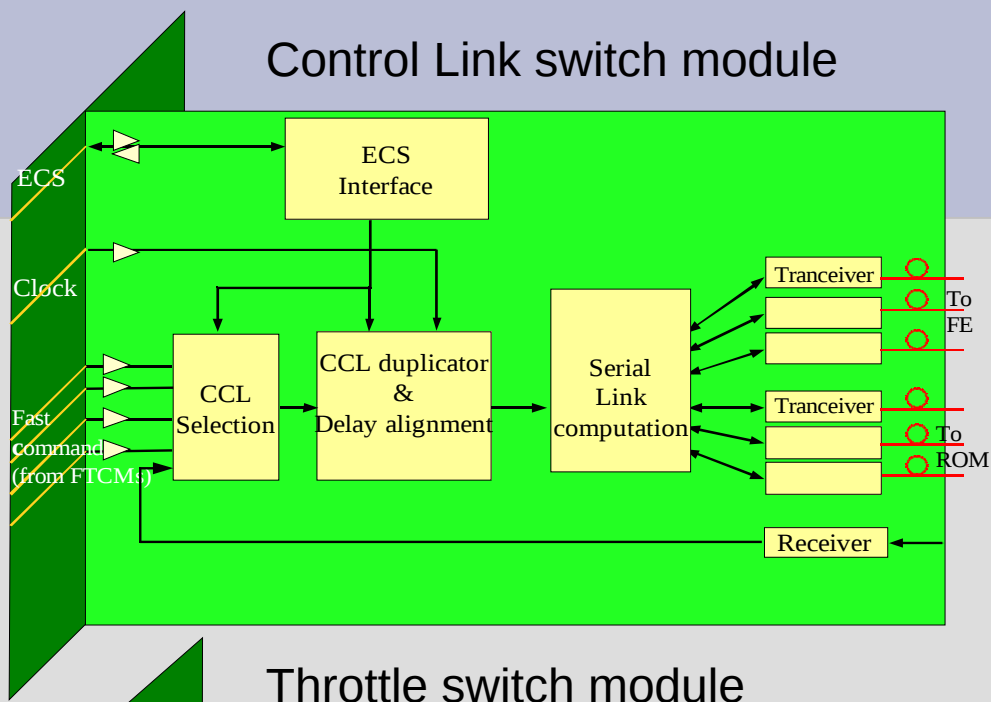 Control Link switch module
ECS
Interface
ECS
Clock
Fast
command
(from FTCMs)
CCL
Selection
CCL duplicator
&
Delay alignment
Serial
Link
computation
Tranceiver
To
FE
Tranceiver
To
ROM
Receiver
Throttle switch module